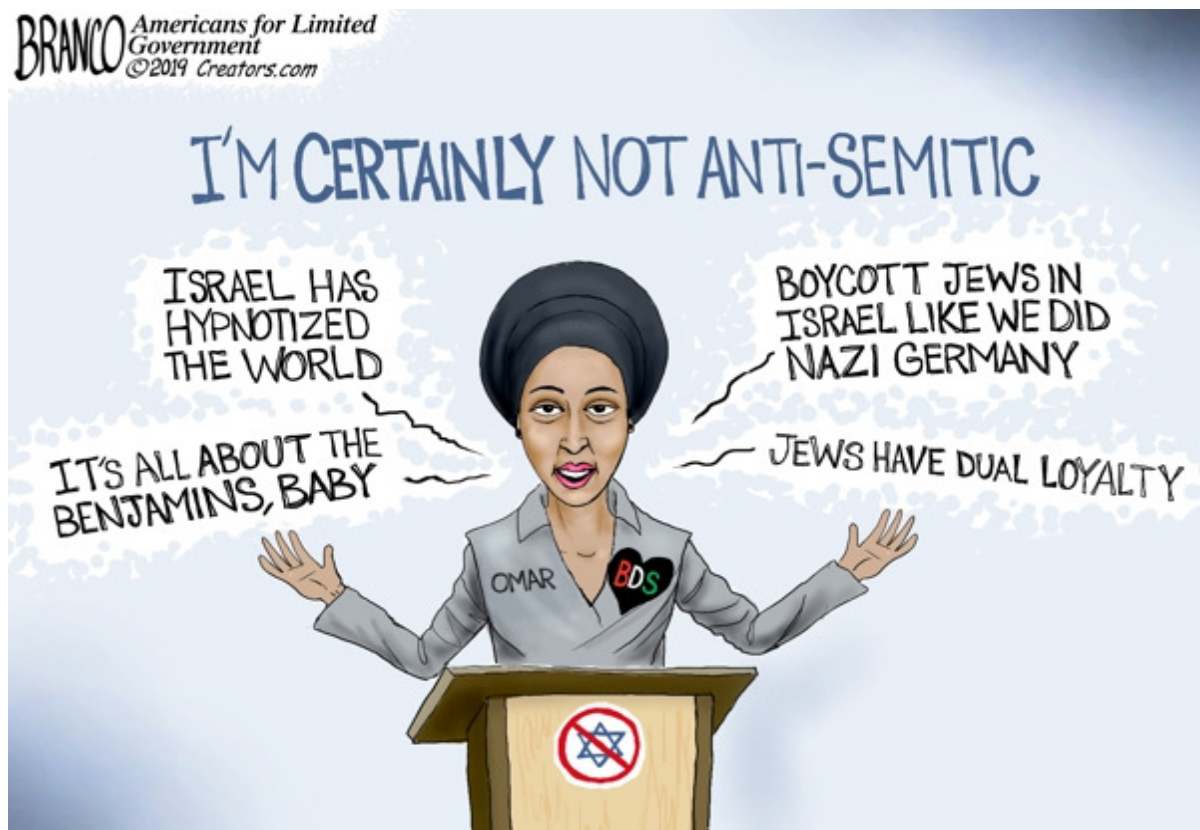 BRANCO Americans for Limited
Government
©2019 Creators.com
I'M CERTAINLY NOT ANTI-SEMITIC
ISRAEL HAS
HYPNOTIZED
THE WORLD
BOYCOTT JEWS IN
ISRAEL LIKE WE DID
NAZI GERMANY
IT'S ALL ABOUT THE
BENJAMINS, BABY
JEWS HAVE DUAL LOYALTY
OMAR
BDS